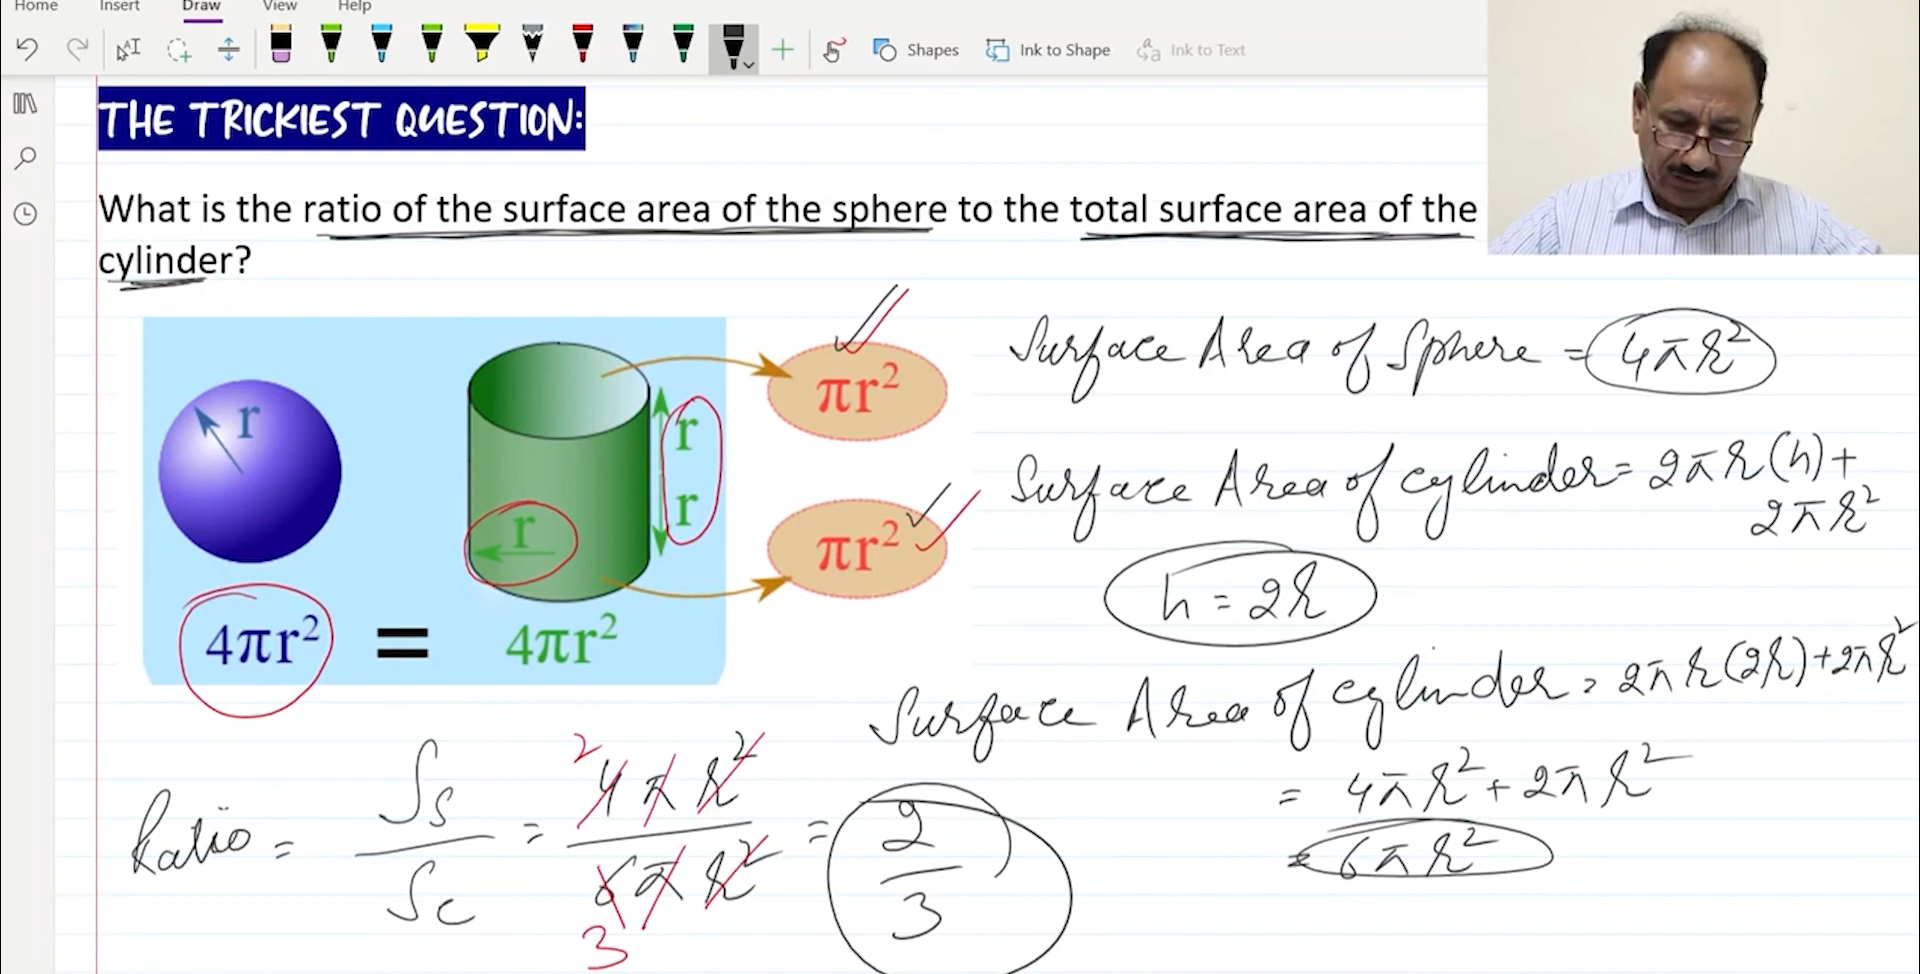 Home Insert Draw View Help
Shapes Ink to Shape Ink to Text
THE TRICKIEST QUESTION:
What is the ratio of the surface area of the sphere to the total surface area of the
cylinder?
r
r
r
r
πr²
πr²
4πr² = 4πr²
Surface Area of Sphere = 4πr²
Surface Area of cylinder = 2πr(h) +
2πr²
h = 2r
Surface Area of cylinder = 2πr(2r) + 2πr²
= 4πr² + 2πr²
= 6πr²
Ratio = Ss/Sc = 4πr²/6πr² = 2/3
2
3